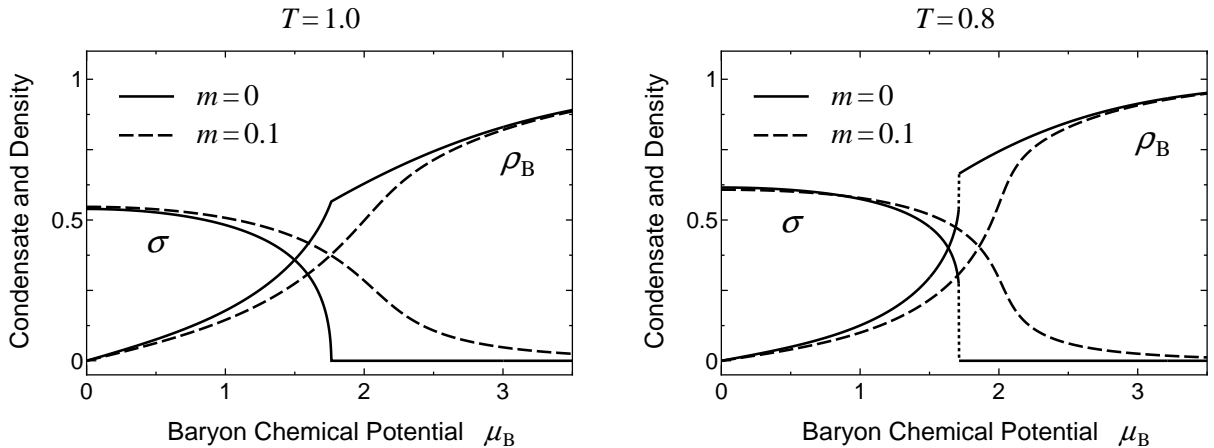 T = 1.0
Condensate and Density
1
0.5
0
m = 0
m = 0.1
ρB
σ
0 1 2 3
Baryon Chemical Potential μB
T = 0.8
Condensate and Density
1
0.5
0
m = 0
m = 0.1
ρB
σ
0 1 2 3
Baryon Chemical Potential μB